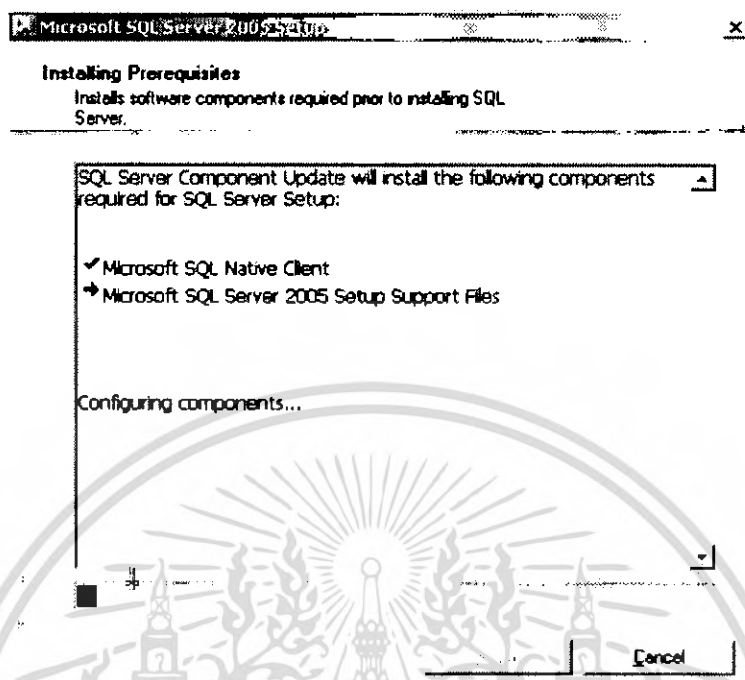 Microsoft SQL Server 2005 Setup
Installing Prerequisites
Installs software components required prior to installing SQL
Server.
SQL Server Component Update will install the following components
required for SQL Server Setup:
Microsoft SQL Native Client
Microsoft SQL Server 2005 Setup Support Files
Configuring components...
Cancel